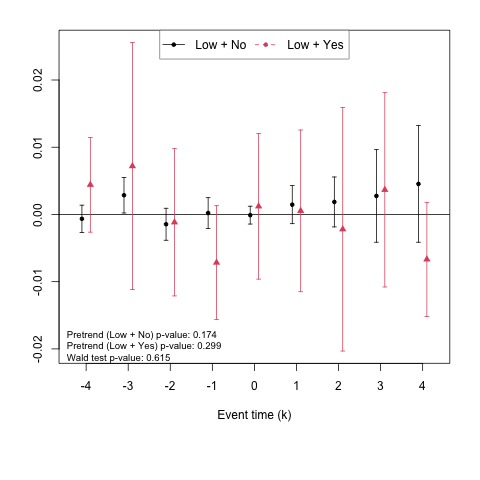 Low + No Low + Yes
0.02
0.01
0.00
-0.01
-0.02
Pretrend (Low + No) p-value: 0.174
Pretrend (Low + Yes) p-value: 0.299
Wald test p-value: 0.615
-4 -3 -2 -1 0 1 2 3 4
Event time (k)